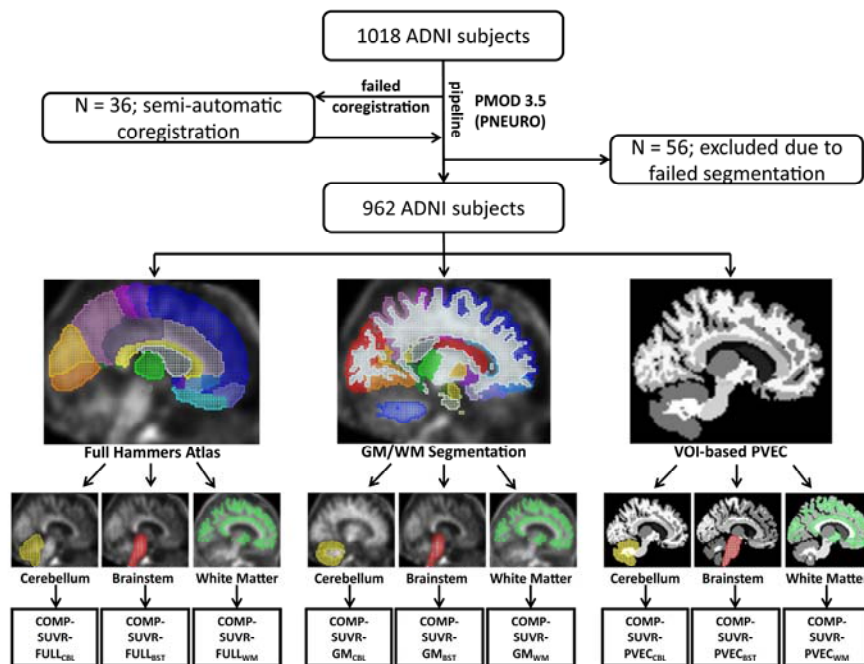 1018 ADNI subjects
failed
coregistration
pipeline
PMOD 3.5
(PNEURO)
N = 36; semi-automatic
coregistration
N = 56; excluded due to
failed segmentation
962 ADNI subjects
Full Hammers Atlas
GM/WM Segmentation
VOI-based PVEC
Cerebellum Brainstem White Matter
Cerebellum Brainstem White Matter
Cerebellum Brainstem White Matter
COMP-
SUVR-
FULLCBL
COMP-
SUVR-
FULLBST
COMP-
SUVR-
FULLWM
COMP-
SUVR-
GMCBL
COMP-
SUVR-
GMBST
COMP-
SUVR-
GMWM
COMP-
SUVR-
PVECCBL
COMP-
SUVR-
PVECBST
COMP-
SUVR-
PVECWM